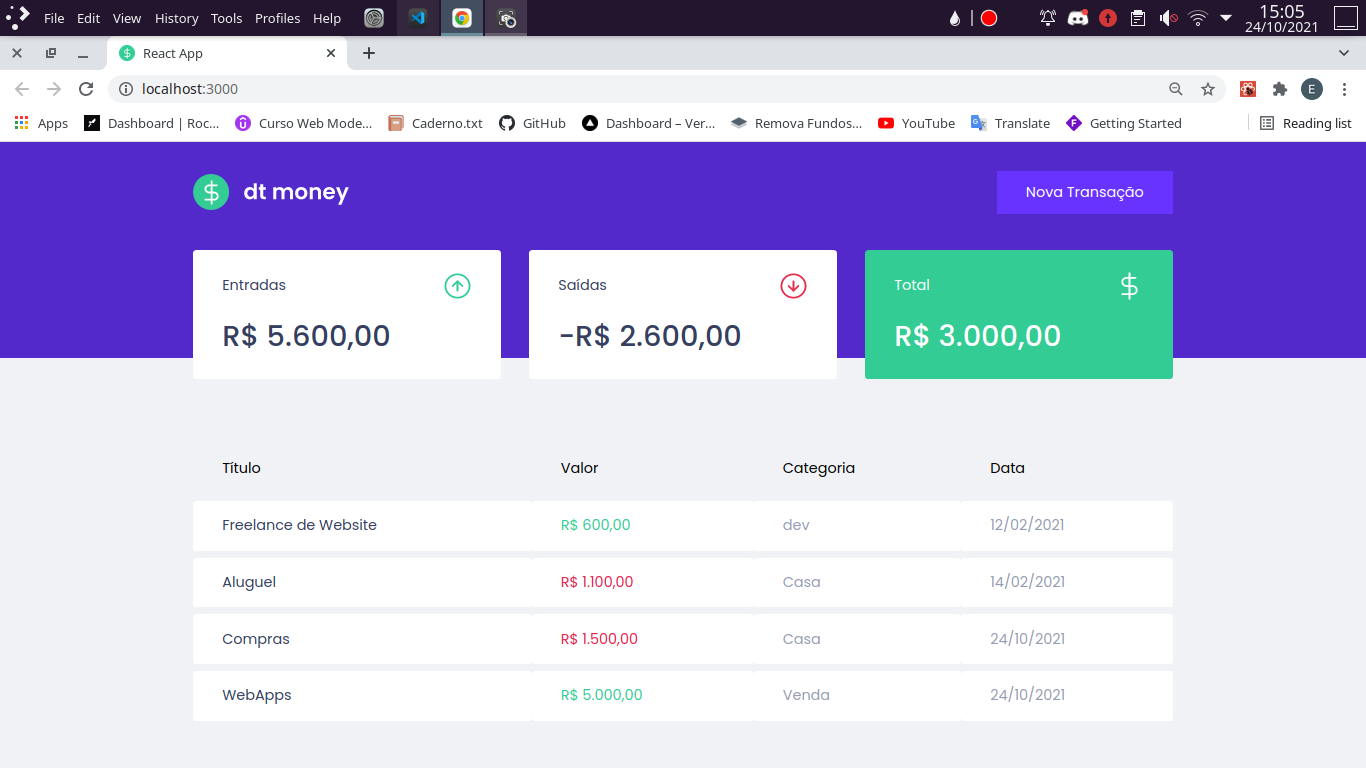 File Edit View History Tools Profiles Help
15:05
24/10/2021
React App
localhost:3000
E
Apps Dashboard | Roc... Curso Web Mode... Caderno.txt GitHub Dashboard – Ver... Remova Fundos... YouTube Translate Getting Started Reading list
$ dt money Nova Transação
Entradas
R$ 5.600,00
Saídas
-R$ 2.600,00
Total $
R$ 3.000,00
Título Valor Categoria Data
Freelance de Website R$ 600,00 dev 12/02/2021
Aluguel R$ 1.100,00 Casa 14/02/2021
Compras R$ 1.500,00 Casa 24/10/2021
WebApps R$ 5.000,00 Venda 24/10/2021